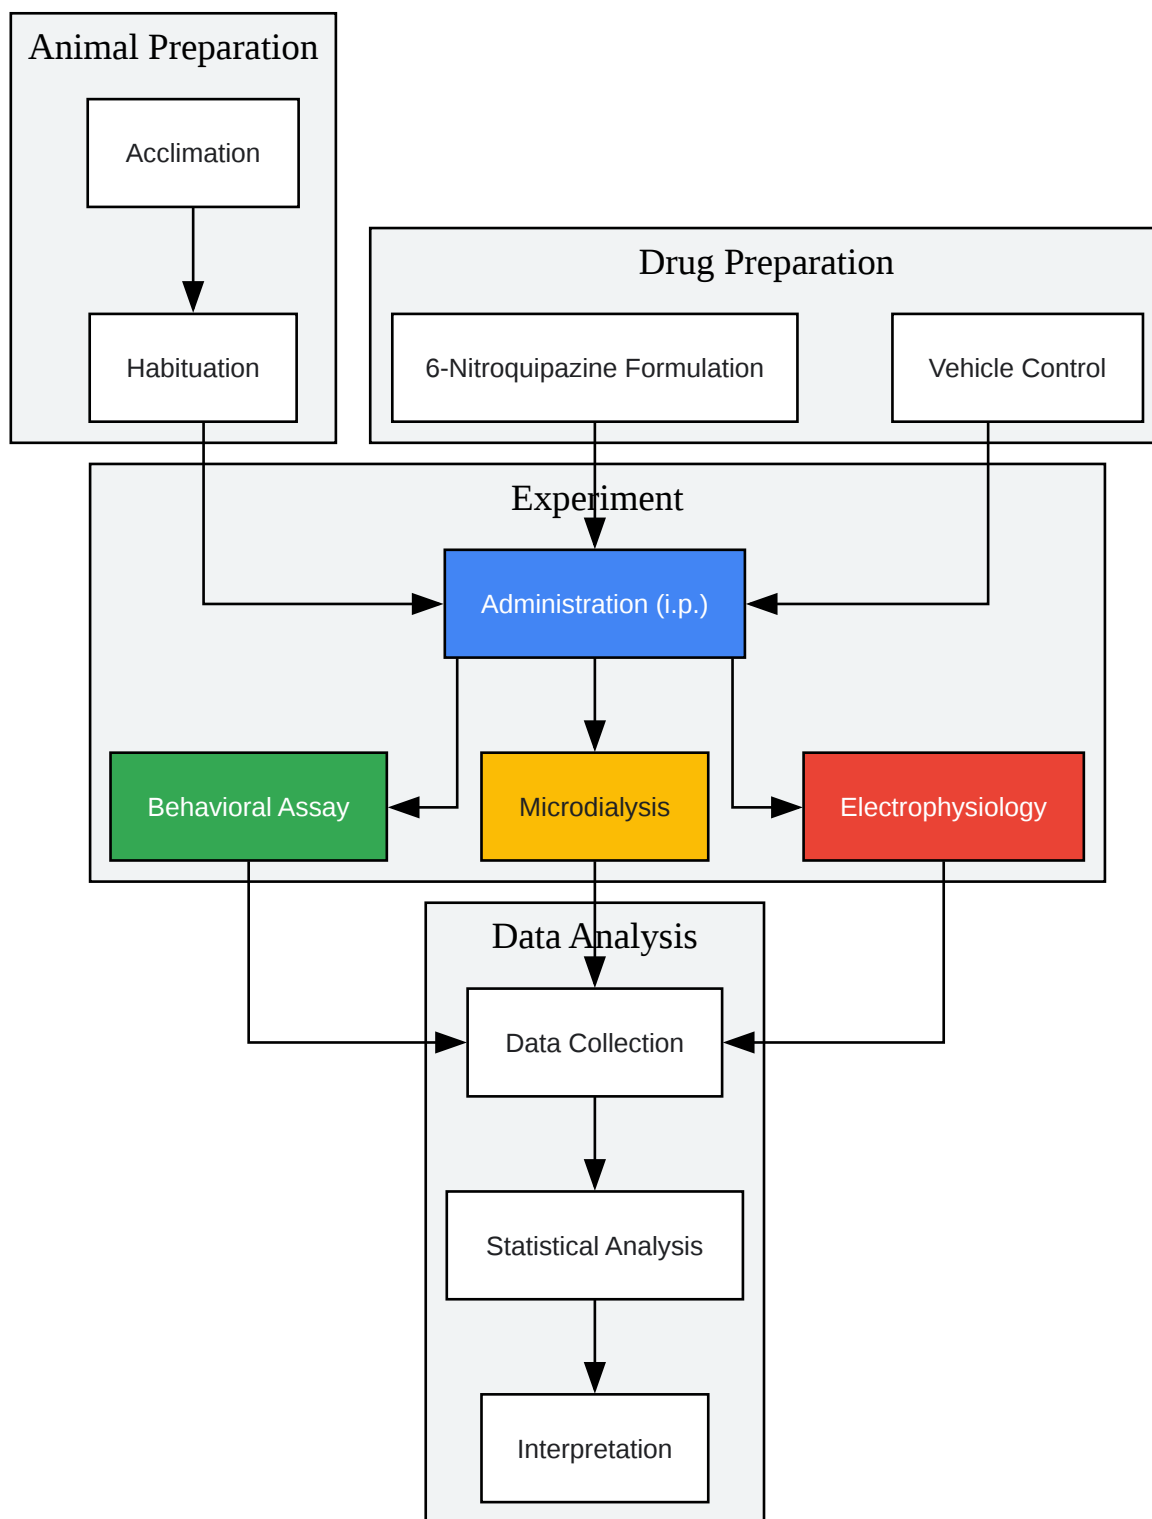 Animal Preparation
Acclimation
Habituation
Drug Preparation
6-Nitroquipazine Formulation
Vehicle Control
Experiment
Administration (i.p.)
Behavioral Assay
Microdialysis
Electrophysiology
Data Analysis
Data Collection
Statistical Analysis
Interpretation